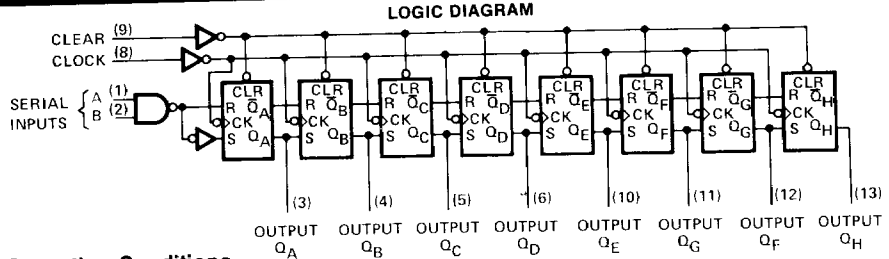 LOGIC DIAGRAM
CLEAR (9)
CLOCK (8)
SERIAL INPUTS { A (1)
B (2)
CLR CLR CLR CLR CLR CLR CLR CLR
R Q̅A R Q̅B R Q̅C R Q̅D R Q̅E R Q̅F R Q̅G R Q̅H
CK CK CK CK CK CK CK CK
S QA S QB S QC S QD S QE S QF S QG S QH
(3) (4) (5) (6) (10) (11) (12) (13)
OUTPUT OUTPUT OUTPUT OUTPUT OUTPUT OUTPUT OUTPUT OUTPUT
QA QB QC QD QE QG QF QH